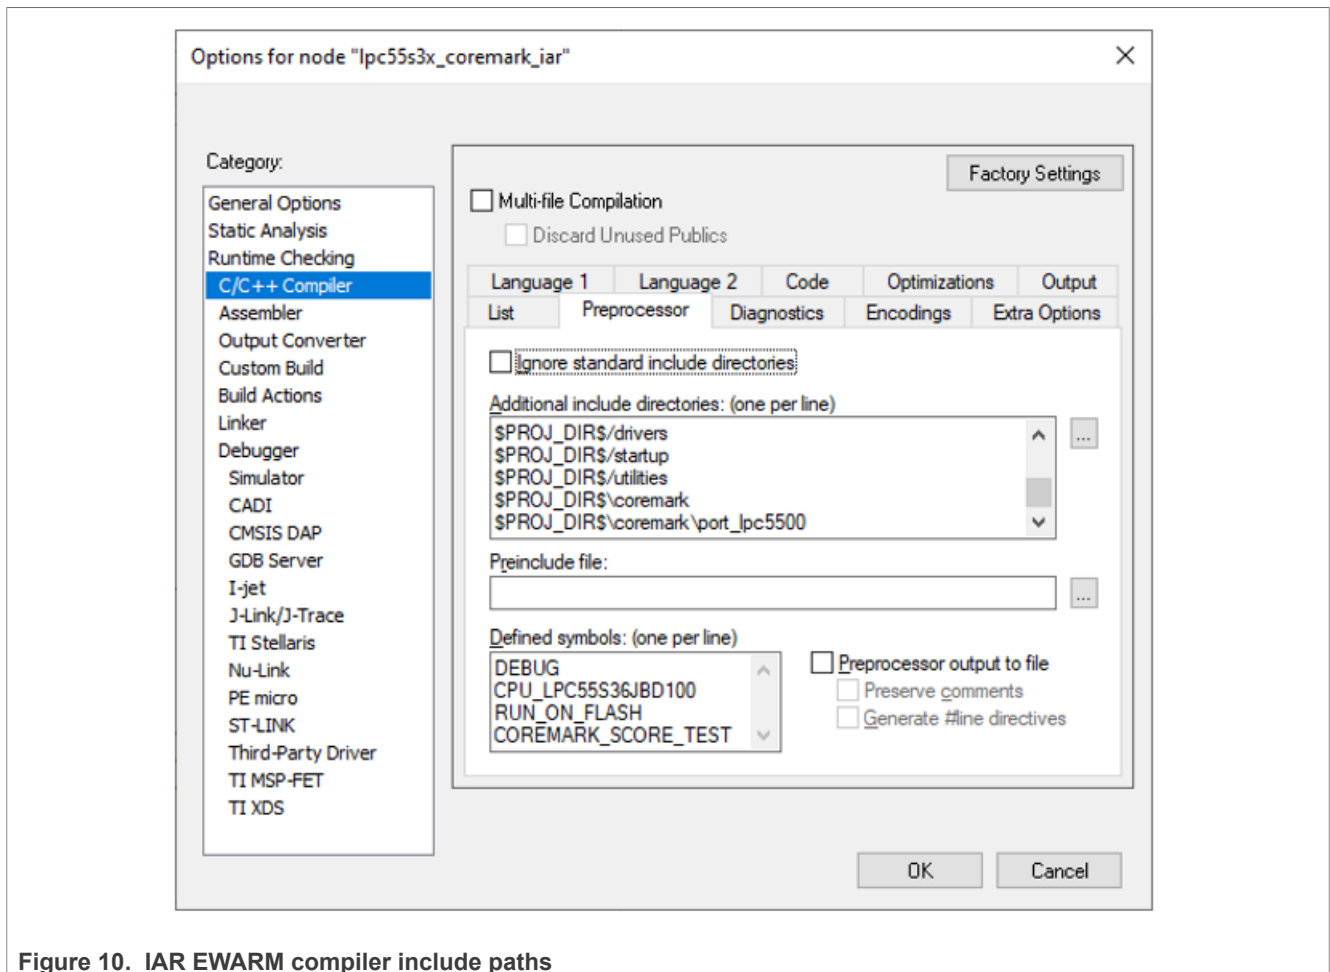 Options for node "lpc55s3x_coremark_iar"
Category:
Factory Settings
General Options
Static Analysis
Runtime Checking
C/C++ Compiler
Assembler
Output Converter
Custom Build
Build Actions
Linker
Debugger
Simulator
CADI
CMSIS DAP
GDB Server
I-jet
J-Link/J-Trace
TI Stellaris
Nu-Link
PE micro
ST-LINK
Third-Party Driver
TI MSP-FET
TI XDS
Multi-file Compilation
Discard Unused Publics
Language 1 Language 2 Code Optimizations Output
List Preprocessor Diagnostics Encodings Extra Options
Ignore standard include directories
Additional include directories: (one per line)
$PROJ_DIR$/drivers
$PROJ_DIR$/startup
$PROJ_DIR$/utilities
$PROJ_DIR$\coremark
$PROJ_DIR$\coremark\port_lpc5500
...
Preinclude file:
...
Defined symbols: (one per line)
DEBUG
CPU_LPC55S36JBD100
RUN_ON_FLASH
COREMARK_SCORE_TEST
Preprocessor output to file
Preserve comments
Generate #line directives
OK Cancel
Figure 10. IAR EWARM compiler include paths